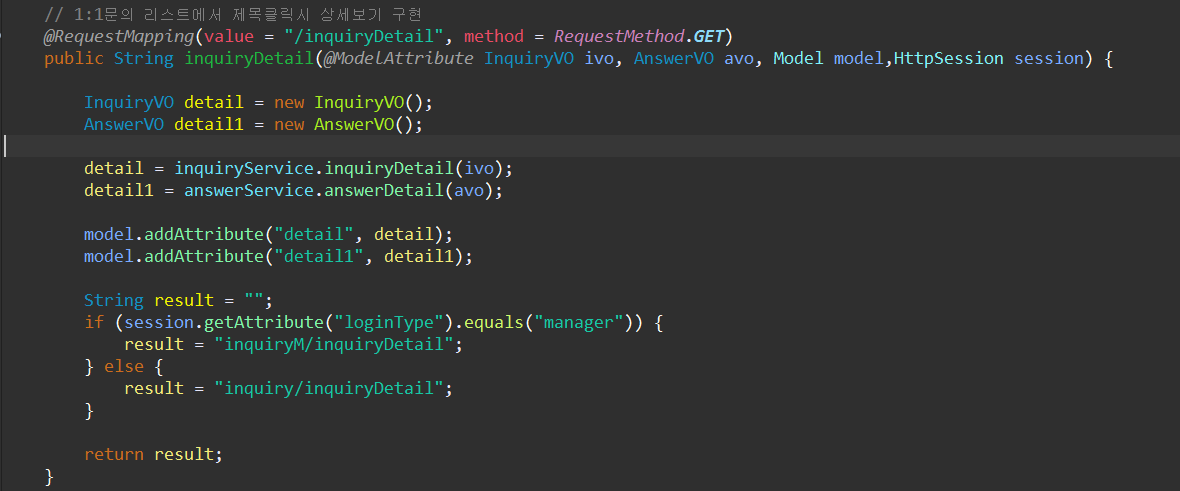 // 1:1문의 리스트에서 제목클릭시 상세보기 구현
@RequestMapping(value = "/inquiryDetail", method = RequestMethod.GET)
public String inquiryDetail(@ModelAttribute InquiryVO ivo, AnswerVO avo, Model model,HttpSession session) {
InquiryVO detail = new InquiryVO();
AnswerVO detail1 = new AnswerVO();
detail = inquiryService.inquiryDetail(ivo);
detail1 = answerService.answerDetail(avo);
model.addAttribute("detail", detail);
model.addAttribute("detail1", detail1);
String result = "";
if (session.getAttribute("loginType").equals("manager")) {
result = "inquiryM/inquiryDetail";
} else {
result = "inquiry/inquiryDetail";
}
return result;
}